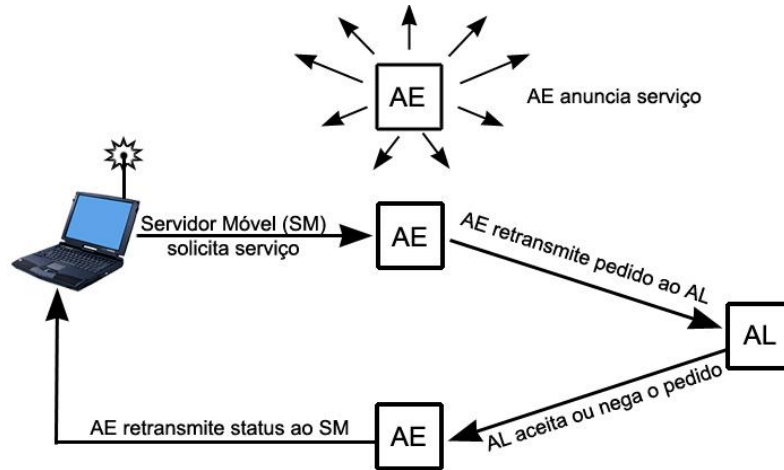 AE
AE anuncia serviço
Servidor Móvel (SM)
solicita serviço
AE
AE retransmite pedido ao AL
AL
AL aceita ou nega o pedido
AE
AE retransmite status ao SM